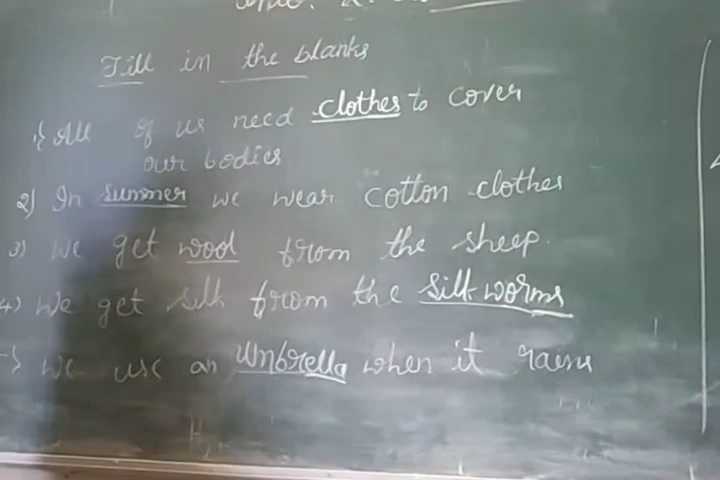 Fill in the blanks
1) All of us need clothes to cover
our bodies
2) In summer we wear cotton clothes
3) We get wool from the sheep.
4) We get silk from the silk worms
5) We use an Umbrella when it rains